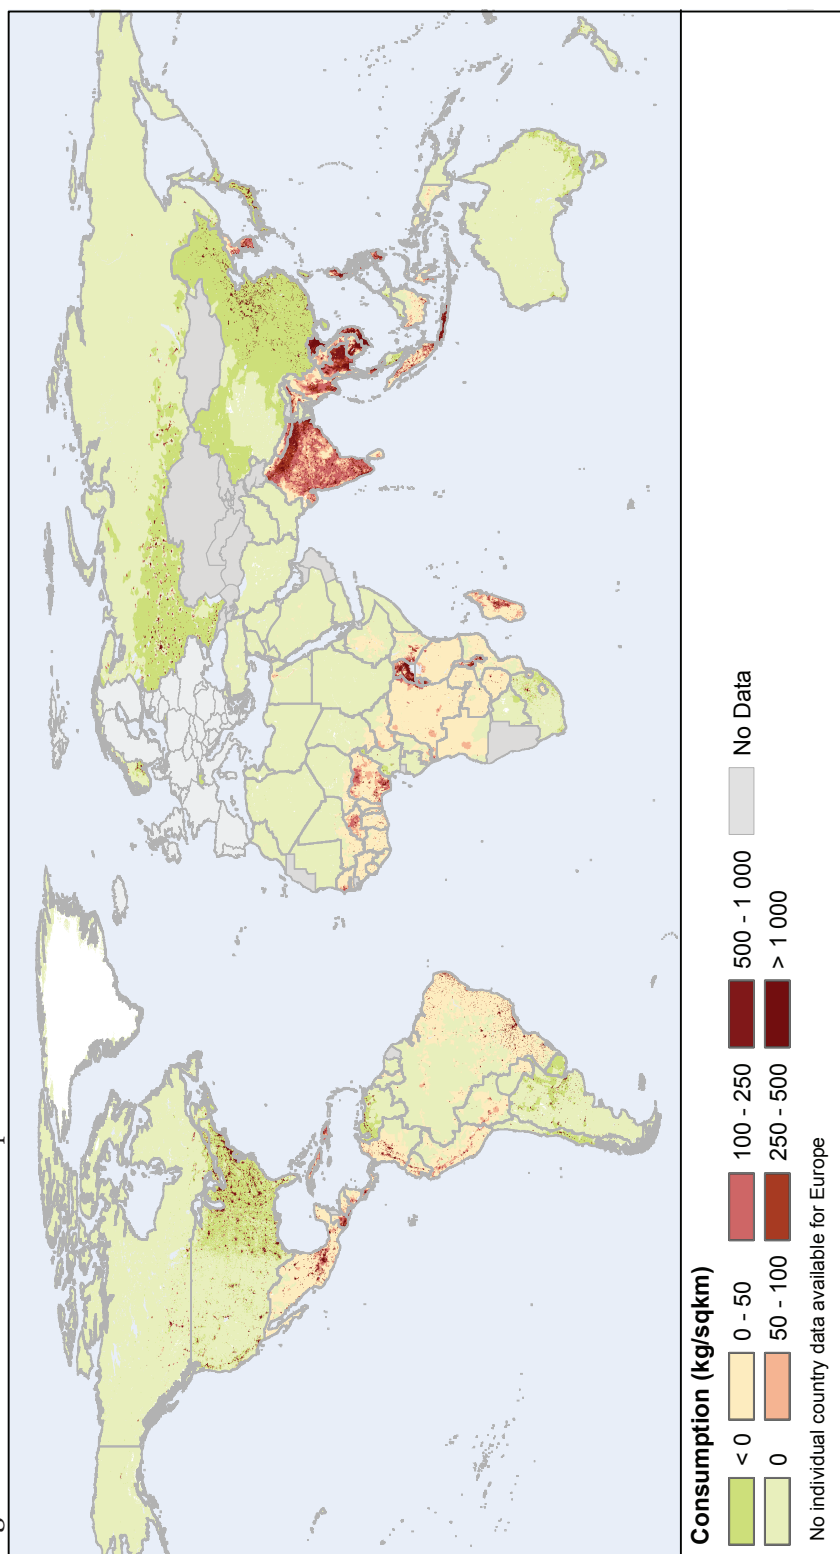 Consumption (kg/sqkm)
< 0
0 - 50
100 - 250
500 - 1 000
No Data
0
50 - 100
250 - 500
> 1 000
No individual country data available for Europe